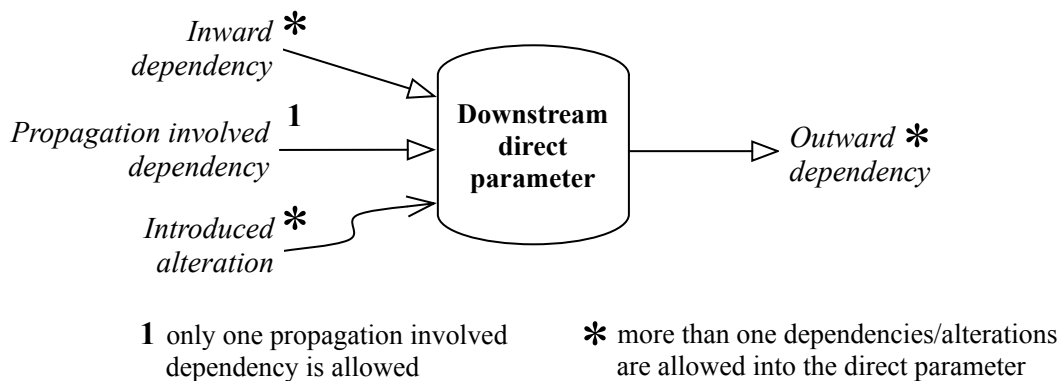 Inward *
dependency
Propagation involved 1
dependency
Introduced *
alteration
Downstream
direct
parameter
Outward *
dependency
1 only one propagation involved
dependency is allowed
* more than one dependencies/alterations
are allowed into the direct parameter